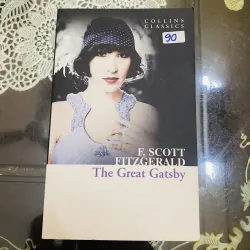 COLLINS
CLASSICS
90
F. SCOTT
FITZGERALD
The Great Gatsby